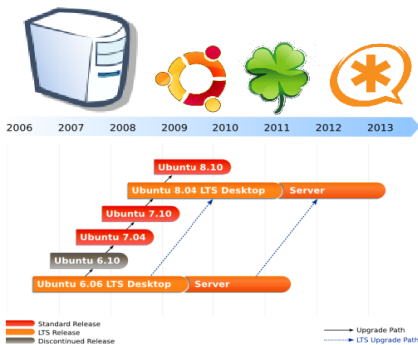 2006 2007 2008 2009 2010 2011 2012 2013
Ubuntu 8.10
Ubuntu 8.04 LTS Desktop Server
Ubuntu 7.10
Ubuntu 7.04
Ubuntu 6.10
Ubuntu 6.06 LTS Desktop Server
Standard Release
LTS Release
Discontinued Release
Upgrade Path
LTS Upgrade Path